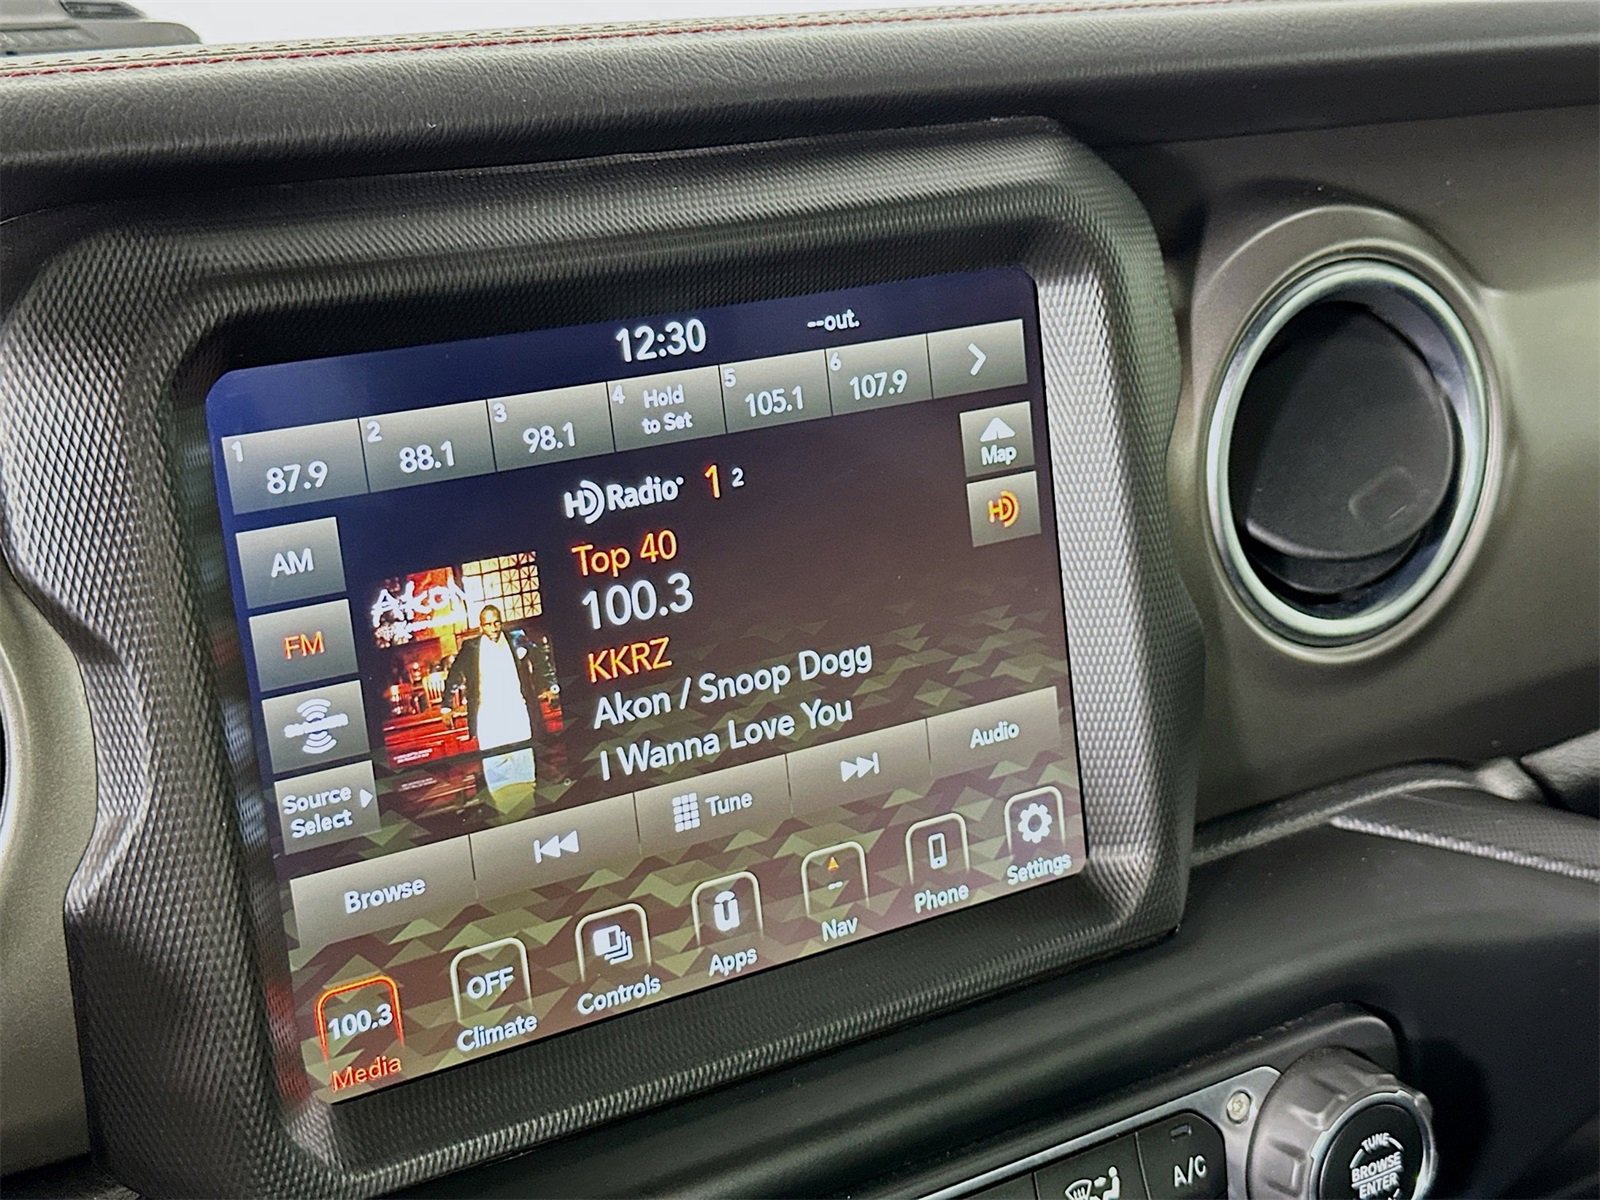 12:30 --out.
1 87.9 2 88.1 3 98.1 4 Hold to Set 5 105.1 6 107.9
Map
HD Radio 1 2
HD
AM
Top 40
100.3
FM
AKON
KKRZ
Akon / Snoop Dogg
I Wanna Love You
Source
Select
Browse Tune Audio
100.3 Media
OFF Climate
Controls
Apps
-- Nav
Phone
Settings
A/C
TUNE
BROWSE
ENTER